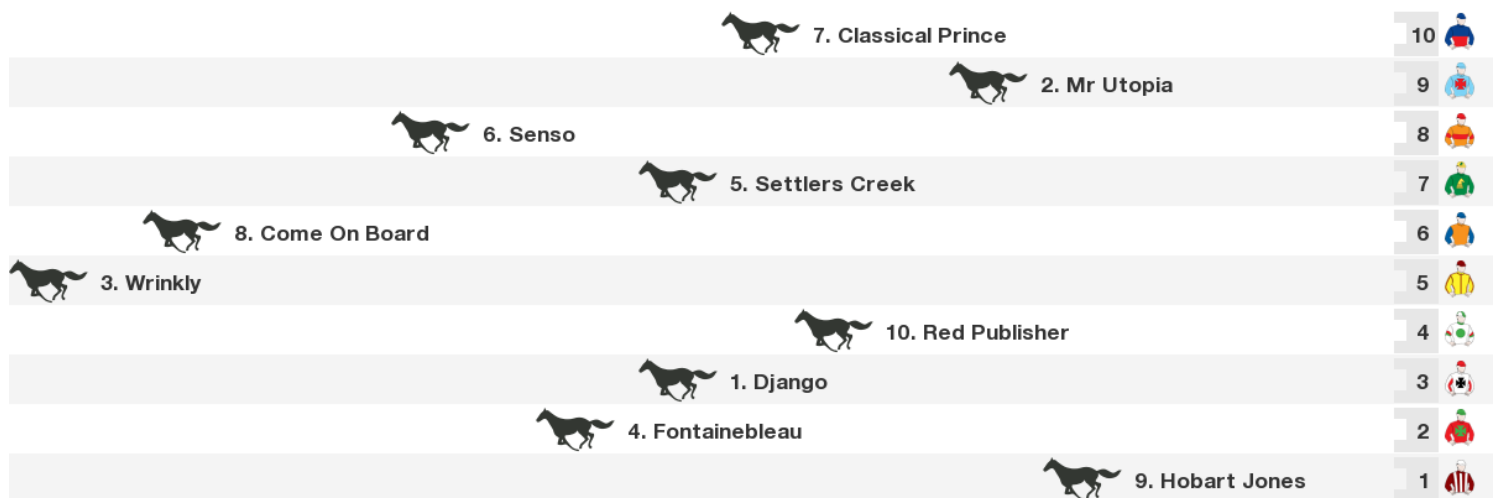 7. Classical Prince 10
2. Mr Utopia 9
6. Senso 8
5. Settlers Creek 7
8. Come On Board 6
3. Wrinkly 5
10. Red Publisher 4
1. Django 3
4. Fontainebleau 2
9. Hobart Jones 1